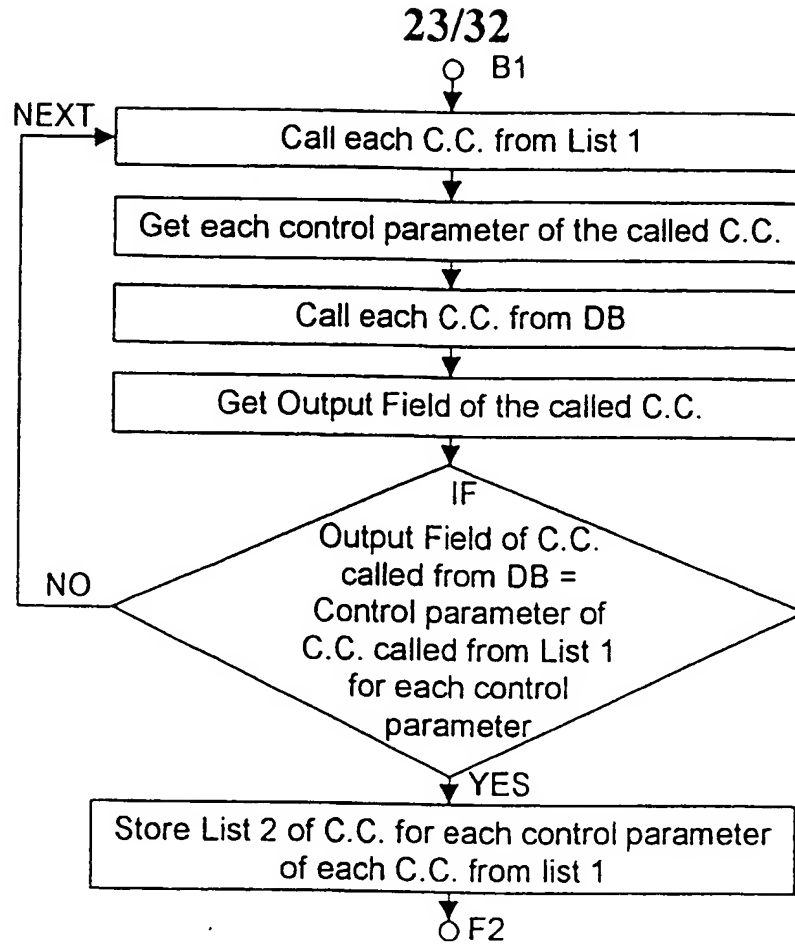 23/32
B1
NEXT
Call each C.C. from List 1
Get each control parameter of the called C.C.
Call each C.C. from DB
Get Output Field of the called C.C.
IF
Output Field of C.C.
called from DB =
Control parameter of
C.C. called from List 1
for each control
parameter
NO
YES
Store List 2 of C.C. for each control parameter
of each C.C. from list 1
F2